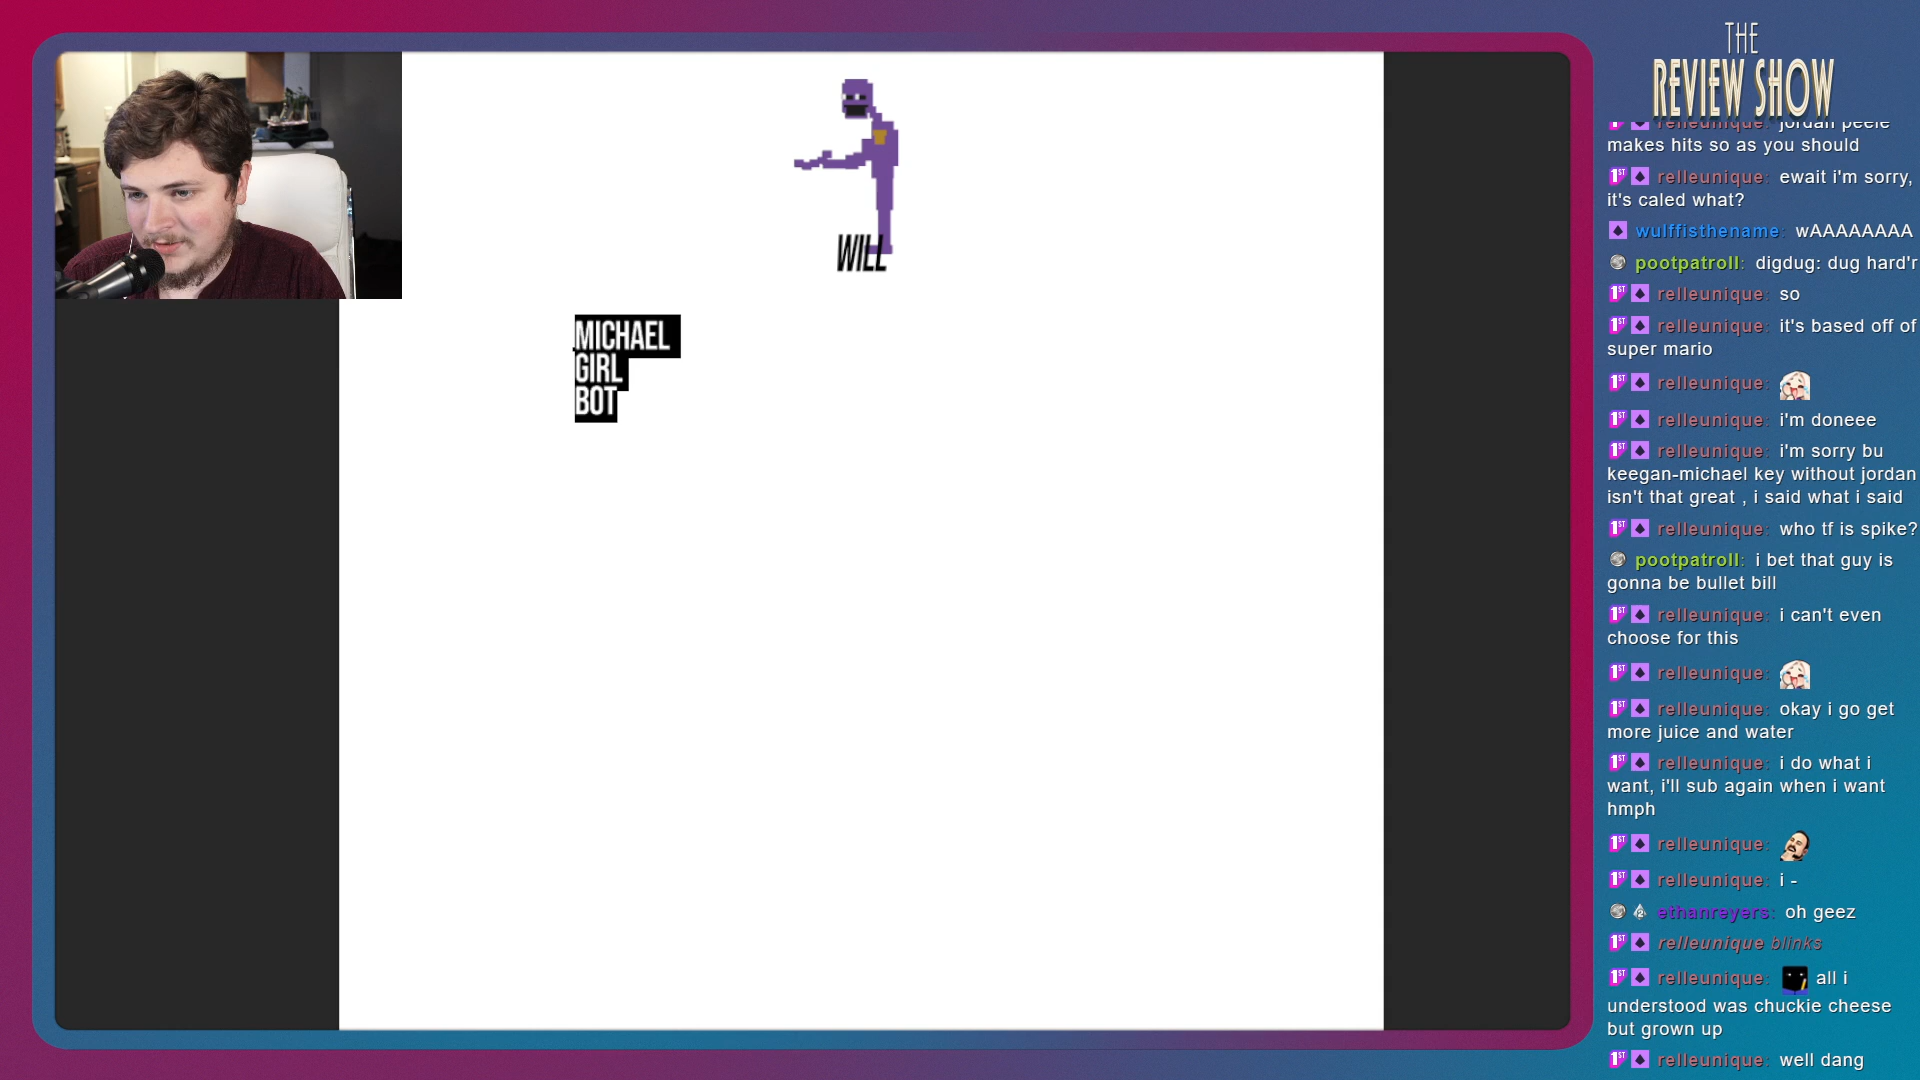 THE
REVIEW SHOW
WILL
MICHAEL
GIRL
BOT
relleunique: jordan peele
makes hits so as you should
relleunique: ewait i'm sorry,
it's caled what?
wulffisthename: wAAAAAAAA
pootpatroll: digdug: dug hard'r
relleunique: so
relleunique: it's based off of
super mario
relleunique:
relleunique: i'm doneee
relleunique: i'm sorry bu
keegan-michael key without jordan
isn't that great , i said what i said
relleunique: who tf is spike?
pootpatroll: i bet that guy is
gonna be bullet bill
relleunique: i can't even
choose for this
relleunique:
relleunique: okay i go get
more juice and water
relleunique: i do what i
want, i'll sub again when i want
hmph
relleunique:
relleunique: i -
ethanreyers: oh geez
relleunique blinks
relleunique: all i
understood was chuckie cheese
but grown up
relleunique: well dang